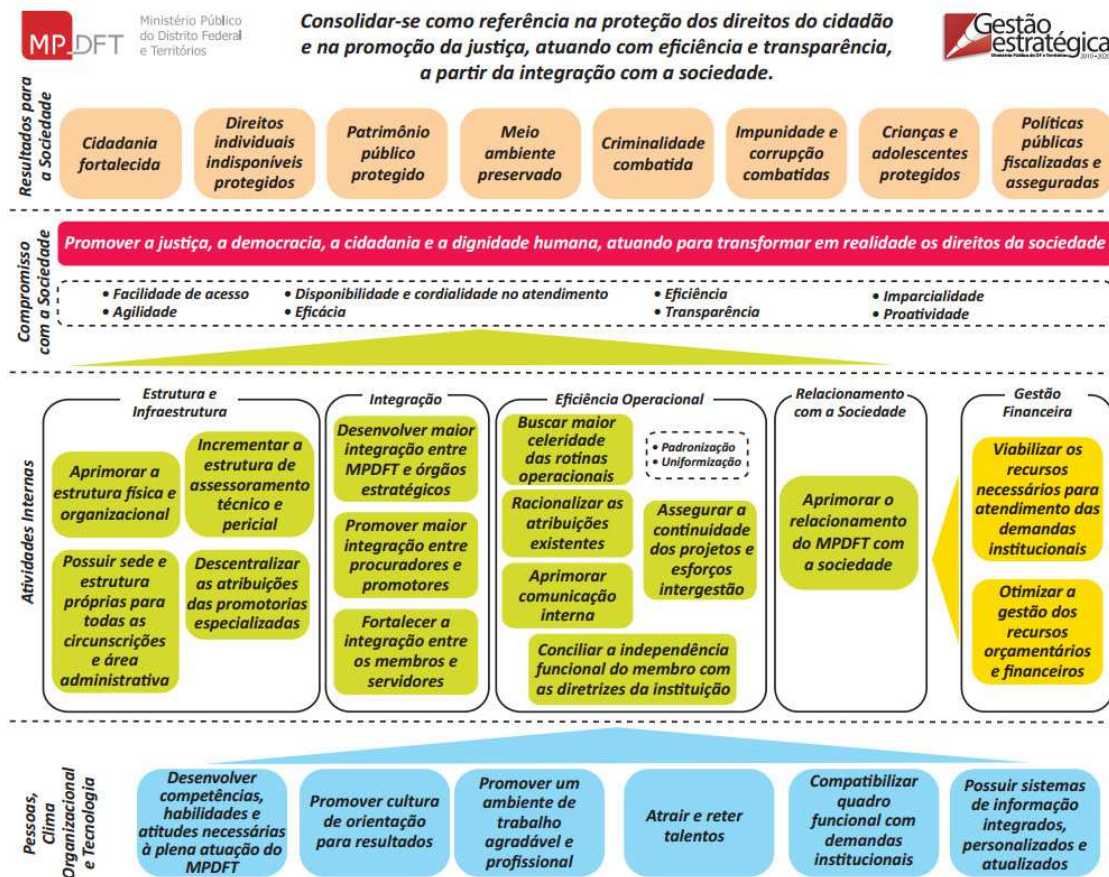 MPDFT
Ministério Público
do Distrito Federal
e Territórios
Consolidar-se como referência na proteção dos direitos do cidadão
e na promoção da justiça, atuando com eficiência e transparência,
a partir da integração com a sociedade.
Gestão
estratégica
Ministério Público do DF e Territórios 2010-2020
Resultados para
a Sociedade
Cidadania
fortalecida
Direitos
individuais
indisponíveis
protegidos
Patrimônio
público
protegido
Meio
ambiente
preservado
Criminalidade
combatida
Impunidade e
corrupção
combatidas
Crianças e
adolescentes
protegidos
Políticas
públicas
fiscalizadas e
asseguradas
Compromisso
com a Sociedade
Promover a justiça, a democracia, a cidadania e a dignidade humana, atuando para transformar em realidade os direitos da sociedade
• Facilidade de acesso
• Agilidade
• Disponibilidade e cordialidade no atendimento
• Eficácia
• Eficiência
• Transparência
• Imparcialidade
• Proatividade
Atividades Internas
Estrutura e
Infraestrutura
Aprimorar a
estrutura física e
organizacional
Incrementar a
estrutura de
assessoramento
técnico e
pericial
Possuir sede e
estrutura
próprias para
todas as
circunscrições
e área
administrativa
Descentralizar
as atribuições
das promotorias
especializadas
Integração
Desenvolver maior
integração entre
MPDFT e órgãos
estratégicos
Promover maior
integração entre
procuradores e
promotores
Fortalecer a
integração entre
os membros e
servidores
Eficiência Operacional
Buscar maior
celeridade
das rotinas
operacionais
• Padronização
• Uniformização
Racionalizar as
atribuições
existentes
Assegurar a
continuidade
dos projetos e
esforços
intergestão
Aprimorar
comunicação
interna
Conciliar a independência
funcional do membro com
as diretrizes da instituição
Relacionamento
com a Sociedade
Aprimorar o
relacionamento
do MPDFT com
a sociedade
Gestão
Financeira
Viabilizar os
recursos
necessários para
atendimento das
demandas
institucionais
Otimizar a
gestão dos
recursos
orçamentários
e financeiros
Pessoas,
Clima
Organizacional
e Tecnologia
Desenvolver
competências,
habilidades e
atitudes necessárias
à plena atuação do
MPDFT
Promover cultura
de orientação
para resultados
Promover um
ambiente de
trabalho
agradável e
profissional
Atrair e reter
talentos
Compatibilizar
quadro
funcional com
demandas
institucionais
Possuir sistemas
de informação
integrados,
personalizados e
atualizados